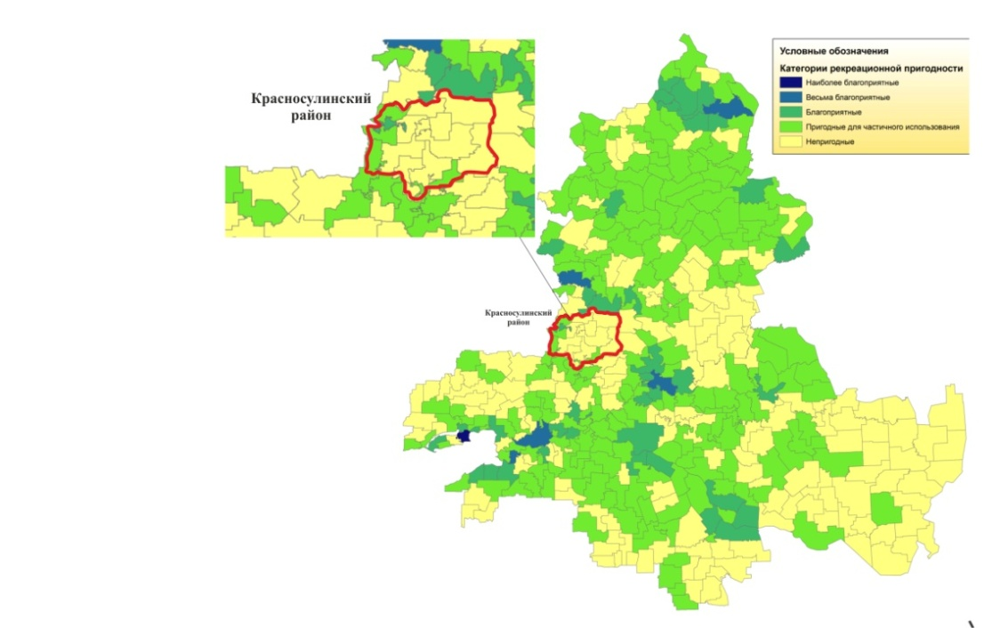 Красносулинский
район
Условные обозначения
Категории рекреационной пригодности
Наиболее благоприятные
Весьма благоприятные
Благоприятные
Пригодные для частичного использования
Непригодные
Красносулинский
район